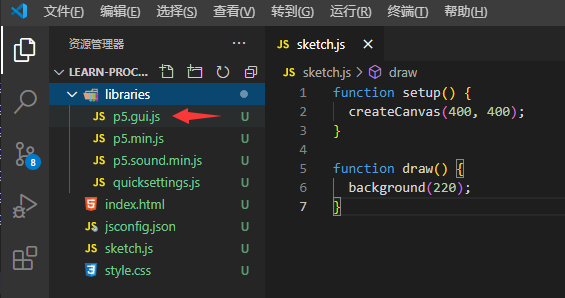 文件(F) 编辑(E) 选择(S) 查看(V) 转到(G) 运行(R) 终端(T) 帮助(H)
资源管理器 ...
LEARN-PROC...
libraries
JS p5.gui.js U
JS p5.min.js U
JS p5.sound.min.js U
JS quicksettings.js U
index.html U
jsconfig.json U
JS sketch.js U
style.css U
8
JS sketch.js
JS sketch.js > draw
1 function setup() {
2 createCanvas(400, 400);
3 }
4
5 function draw() {
6 background(220);
7 }